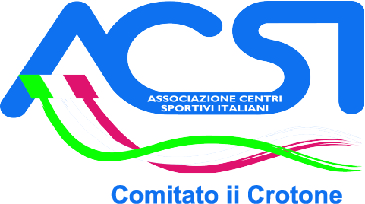 ACSI
ASSOCIAZIONE CENTRI
SPORTIVI ITALIANI
Comitato ii Crotone